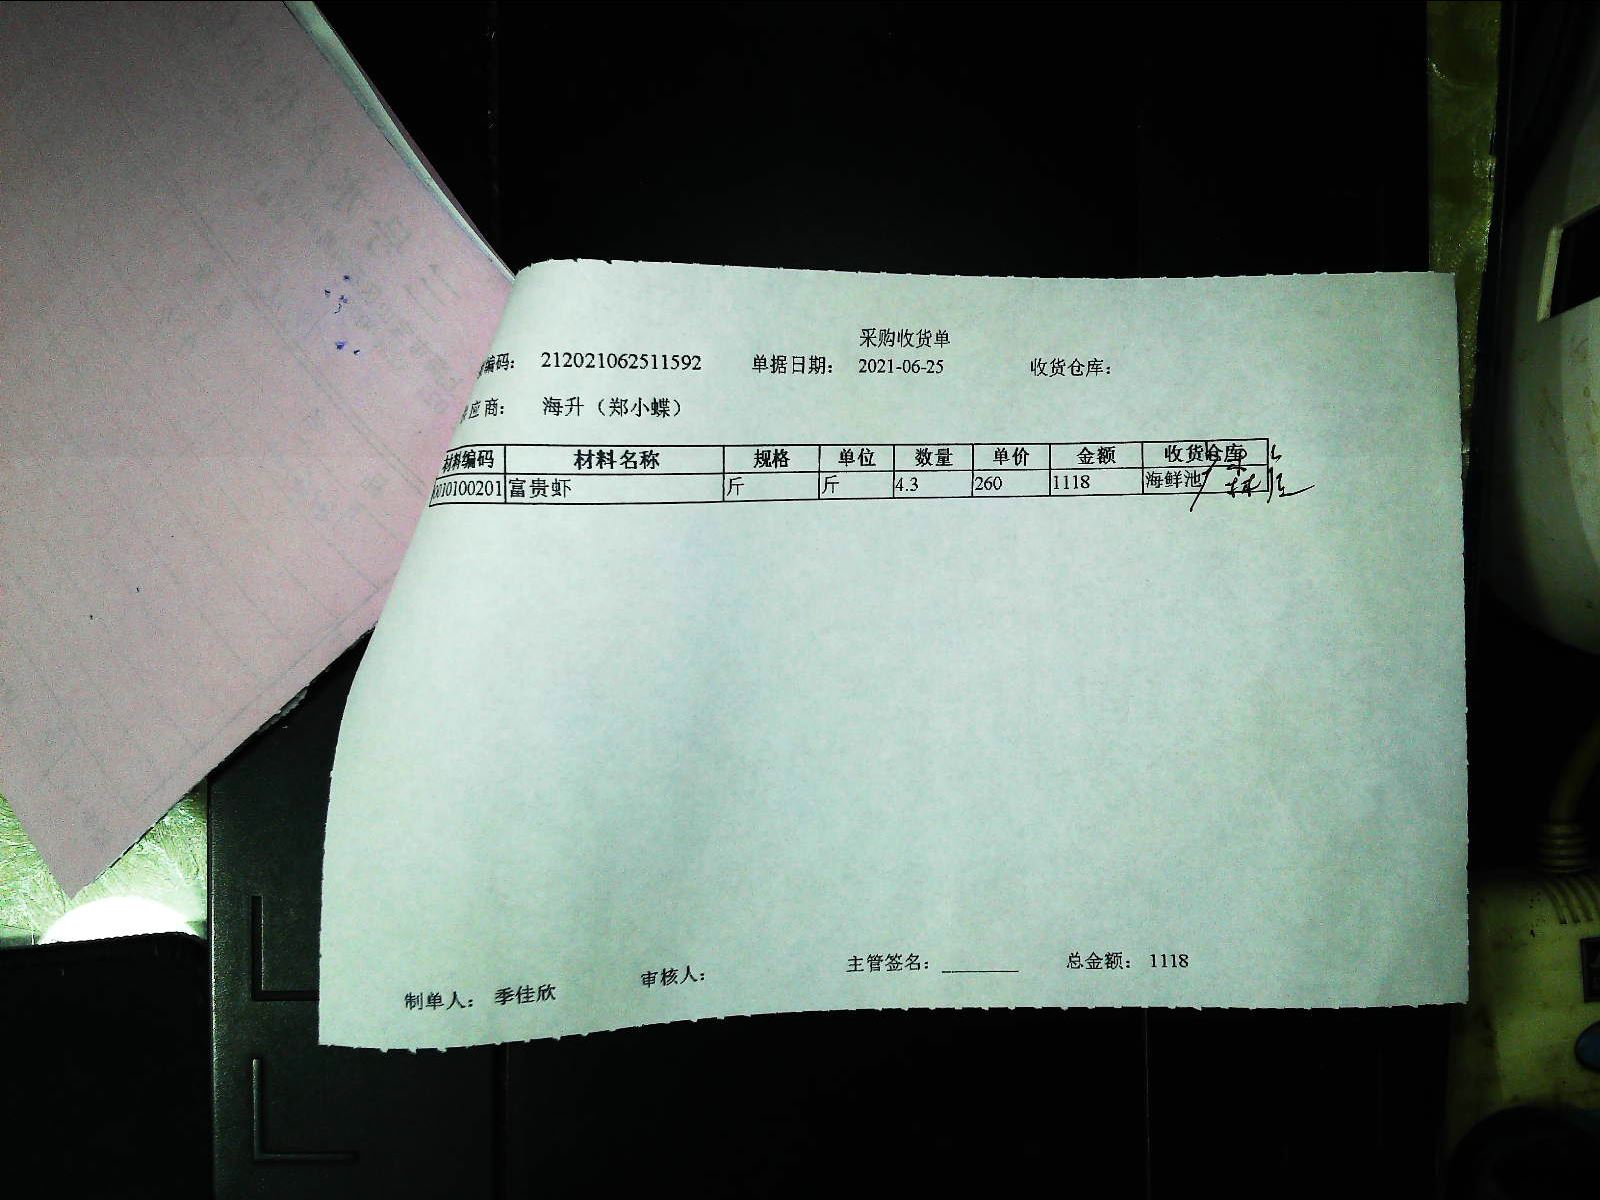 采购收货单
编码： 212021062511592 单据日期： 2021-06-25 收货仓库：
应商： 海升（郑小蝶）
材料编码 材料名称 规格 单位 数量 单价 金额 收货仓库
3010100201 富贵虾 斤 斤 4.3 260 1118 海鲜池
制单人： 季佳欣 审核人： 主管签名：________ 总金额： 1118